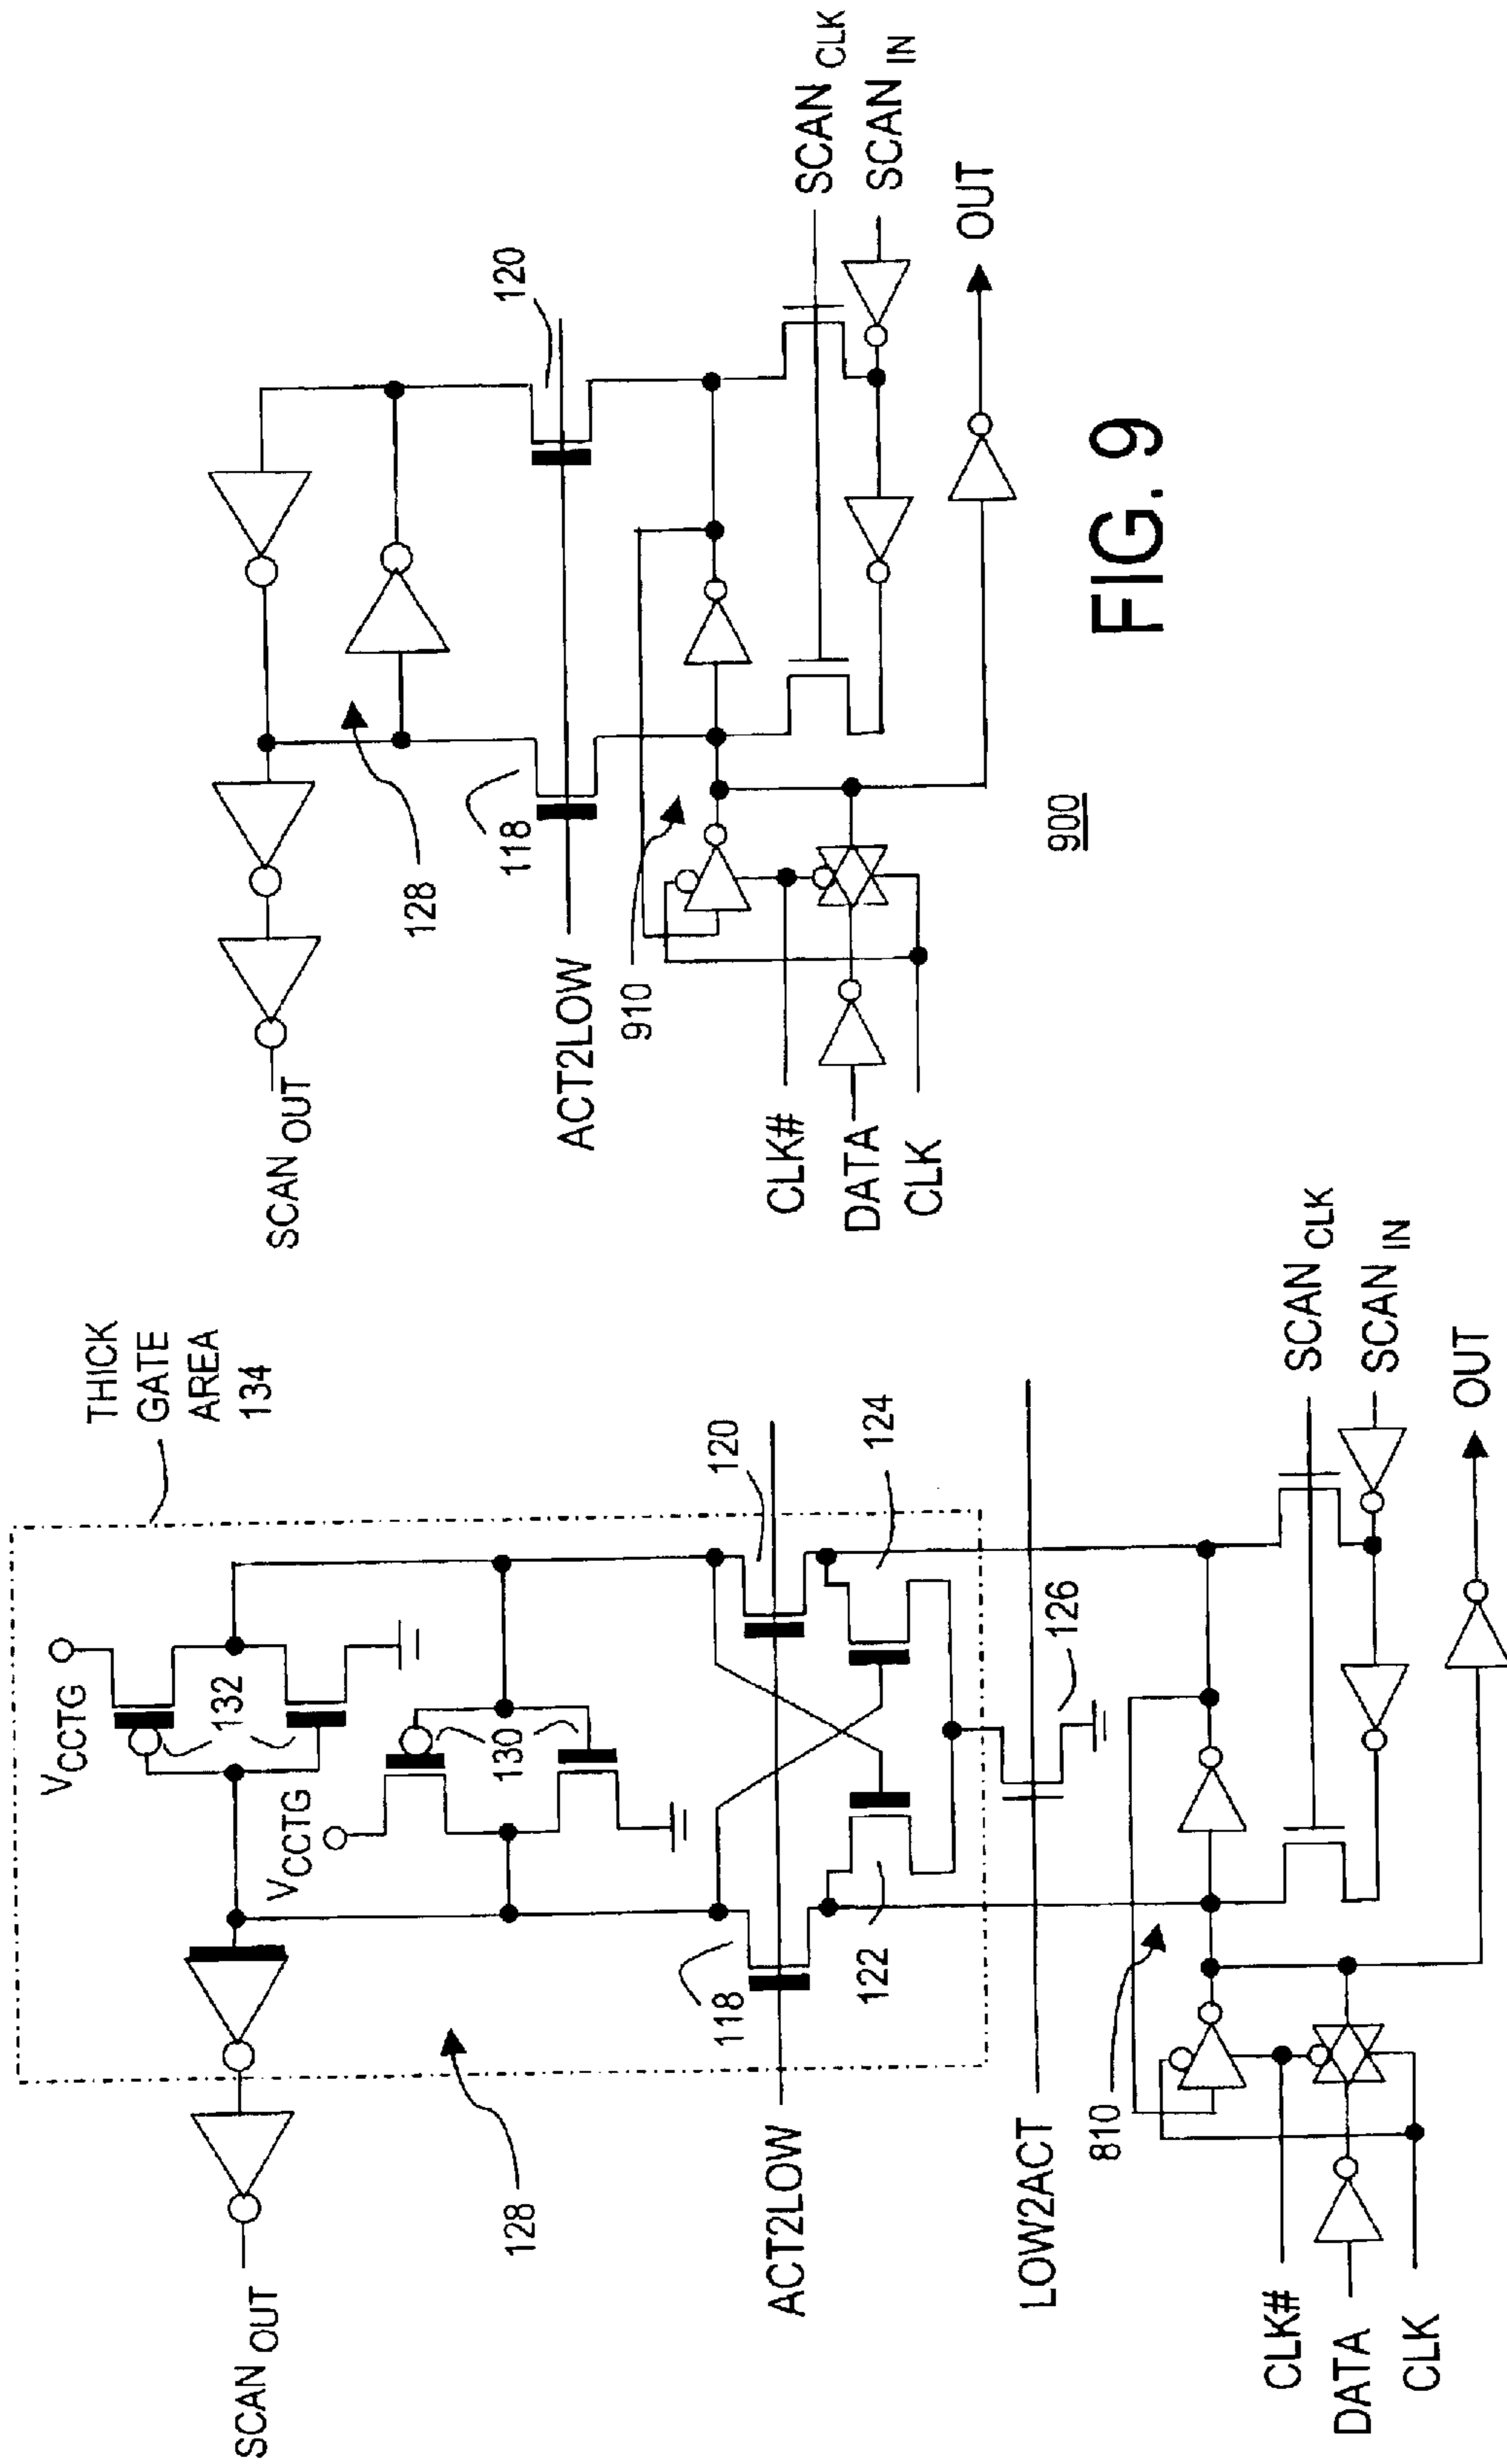 THICK
GATE
AREA
134
VCCTG
132
VCCTG
130
SCAN OUT
128
118
120
ACT2LOW
122
124
LOW2ACT
126
810
CLK#
DATA
CLK
SCAN CLK
SCAN IN
OUT
SCAN OUT
128
118
120
ACT2LOW
910
CLK#
DATA
CLK
SCAN CLK
SCAN IN
OUT
900
FIG. 9